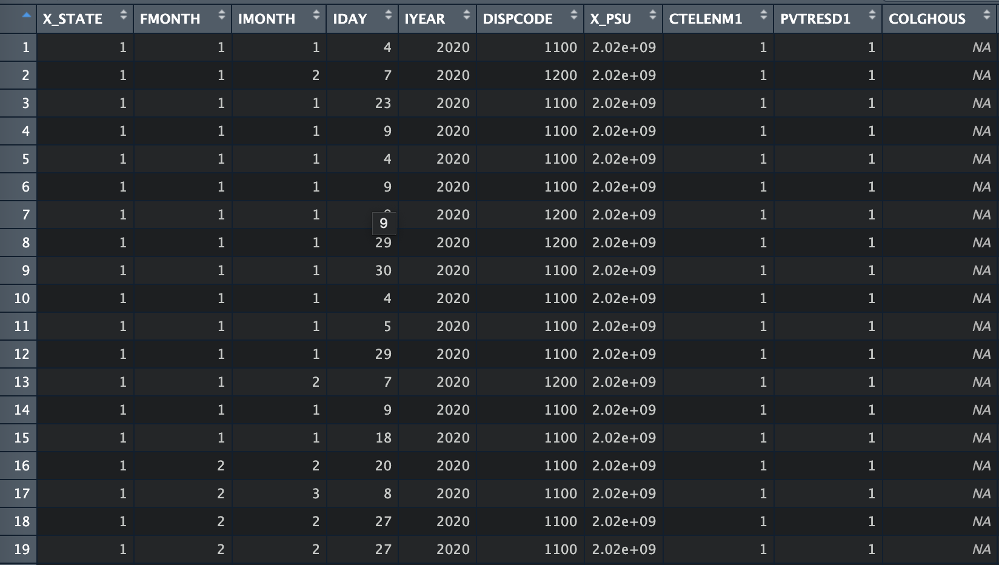 X_STATE FMONTH IMONTH IDAY IYEAR DISPCODE X_PSU CTELENM1 PVTRESD1 COLGHOUS
1 1 1 1 4 2020 1100 2.02e+09 1 1 NA
2 1 1 2 7 2020 1200 2.02e+09 1 1 NA
3 1 1 1 23 2020 1100 2.02e+09 1 1 NA
4 1 1 1 9 2020 1100 2.02e+09 1 1 NA
5 1 1 1 4 2020 1100 2.02e+09 1 1 NA
6 1 1 1 9 2020 1100 2.02e+09 1 1 NA
7 1 1 1 9 2020 1200 2.02e+09 1 1 NA
8 1 1 1 29 2020 1200 2.02e+09 1 1 NA
9 1 1 1 30 2020 1100 2.02e+09 1 1 NA
10 1 1 1 4 2020 1100 2.02e+09 1 1 NA
11 1 1 1 5 2020 1100 2.02e+09 1 1 NA
12 1 1 1 29 2020 1100 2.02e+09 1 1 NA
13 1 1 2 7 2020 1200 2.02e+09 1 1 NA
14 1 1 1 9 2020 1100 2.02e+09 1 1 NA
15 1 1 1 18 2020 1100 2.02e+09 1 1 NA
16 1 2 2 20 2020 1100 2.02e+09 1 1 NA
17 1 2 3 8 2020 1100 2.02e+09 1 1 NA
18 1 2 2 27 2020 1100 2.02e+09 1 1 NA
19 1 2 2 27 2020 1100 2.02e+09 1 1 NA